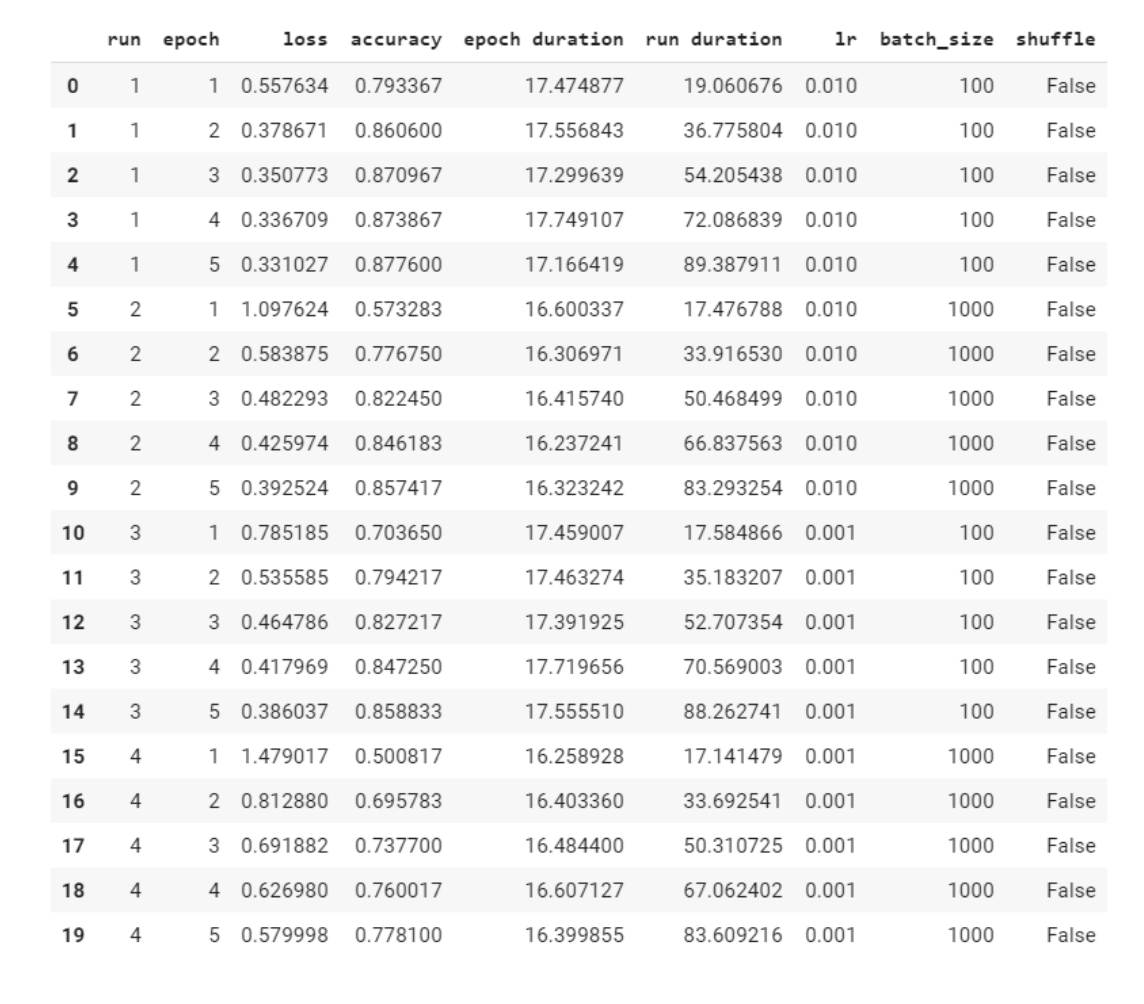 run epoch loss accuracy epoch duration run duration lr batch_size shuffle
0 1 1 0.557634 0.793367 17.474877 19.060676 0.010 100 False
1 1 2 0.378671 0.860600 17.556843 36.775804 0.010 100 False
2 1 3 0.350773 0.870967 17.299639 54.205438 0.010 100 False
3 1 4 0.336709 0.873867 17.749107 72.086839 0.010 100 False
4 1 5 0.331027 0.877600 17.166419 89.387911 0.010 100 False
5 2 1 1.097624 0.573283 16.600337 17.476788 0.010 1000 False
6 2 2 0.583875 0.776750 16.306971 33.916530 0.010 1000 False
7 2 3 0.482293 0.822450 16.415740 50.468499 0.010 1000 False
8 2 4 0.425974 0.846183 16.237241 66.837563 0.010 1000 False
9 2 5 0.392524 0.857417 16.323242 83.293254 0.010 1000 False
10 3 1 0.785185 0.703650 17.459007 17.584866 0.001 100 False
11 3 2 0.535585 0.794217 17.463274 35.183207 0.001 100 False
12 3 3 0.464786 0.827217 17.391925 52.707354 0.001 100 False
13 3 4 0.417969 0.847250 17.719656 70.569003 0.001 100 False
14 3 5 0.386037 0.858833 17.555510 88.262741 0.001 100 False
15 4 1 1.479017 0.500817 16.258928 17.141479 0.001 1000 False
16 4 2 0.812880 0.695783 16.403360 33.692541 0.001 1000 False
17 4 3 0.691882 0.737700 16.484400 50.310725 0.001 1000 False
18 4 4 0.626980 0.760017 16.607127 67.062402 0.001 1000 False
19 4 5 0.579998 0.778100 16.399855 83.609216 0.001 1000 False